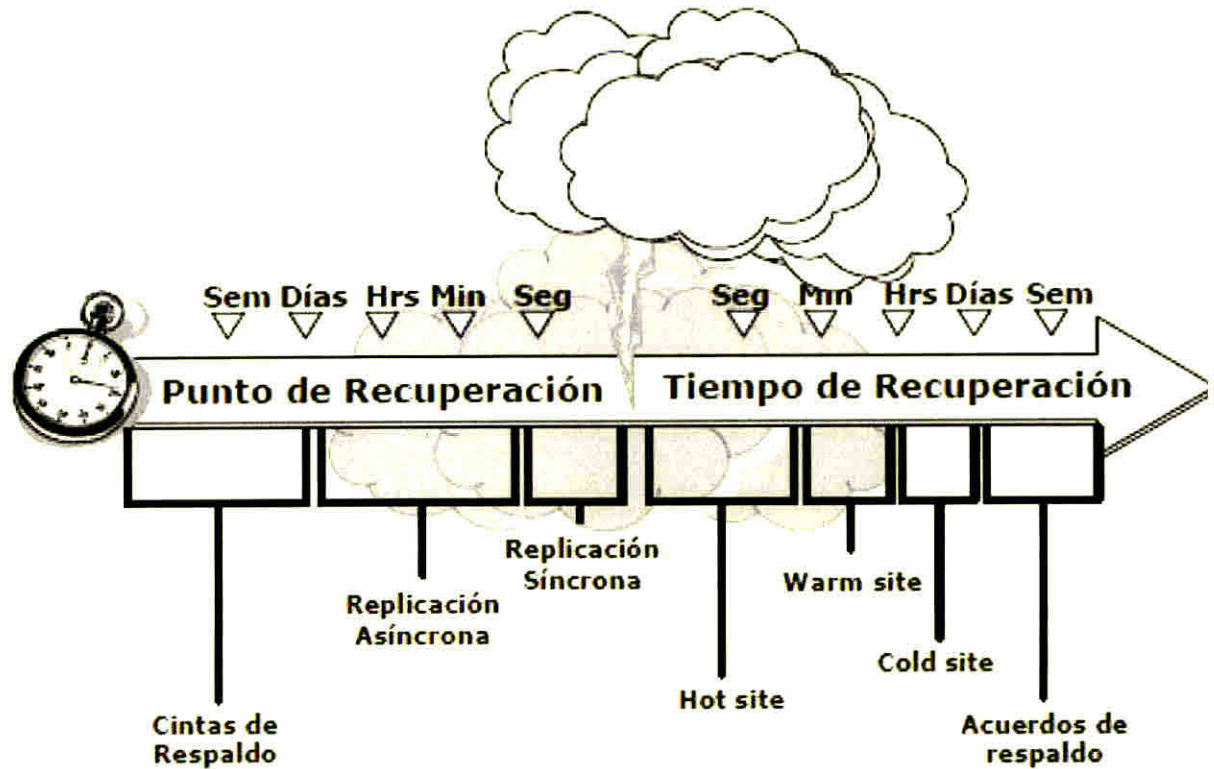 Sem Días Hrs Min Seg Seg Min Hrs Días Sem
Punto de Recuperación Tiempo de Recuperación
Replicación
Síncrona
Warm site
Replicación
Asíncrona
Cold site
Hot site
Cintas de
Respaldo
Acuerdos de
respaldo